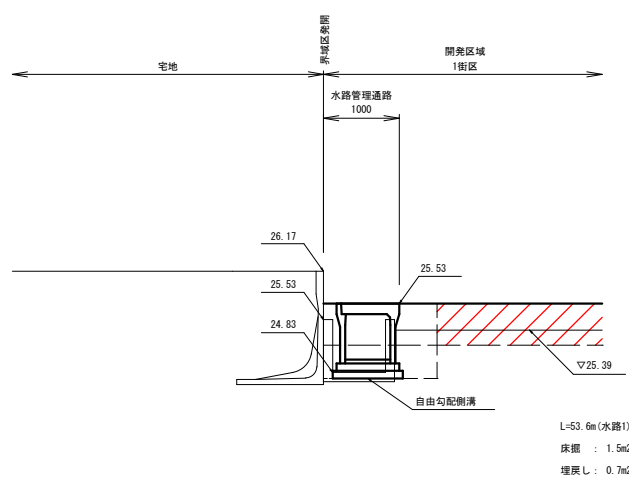 開発区域界
宅地
開発区域
1街区
水路管理通路
1000
26.17
25.53
25.53
24.83
▽25.39
自由勾配側溝
L=53.6m(水路1)
床掘 : 1.5m2
埋戻し : 0.7m2